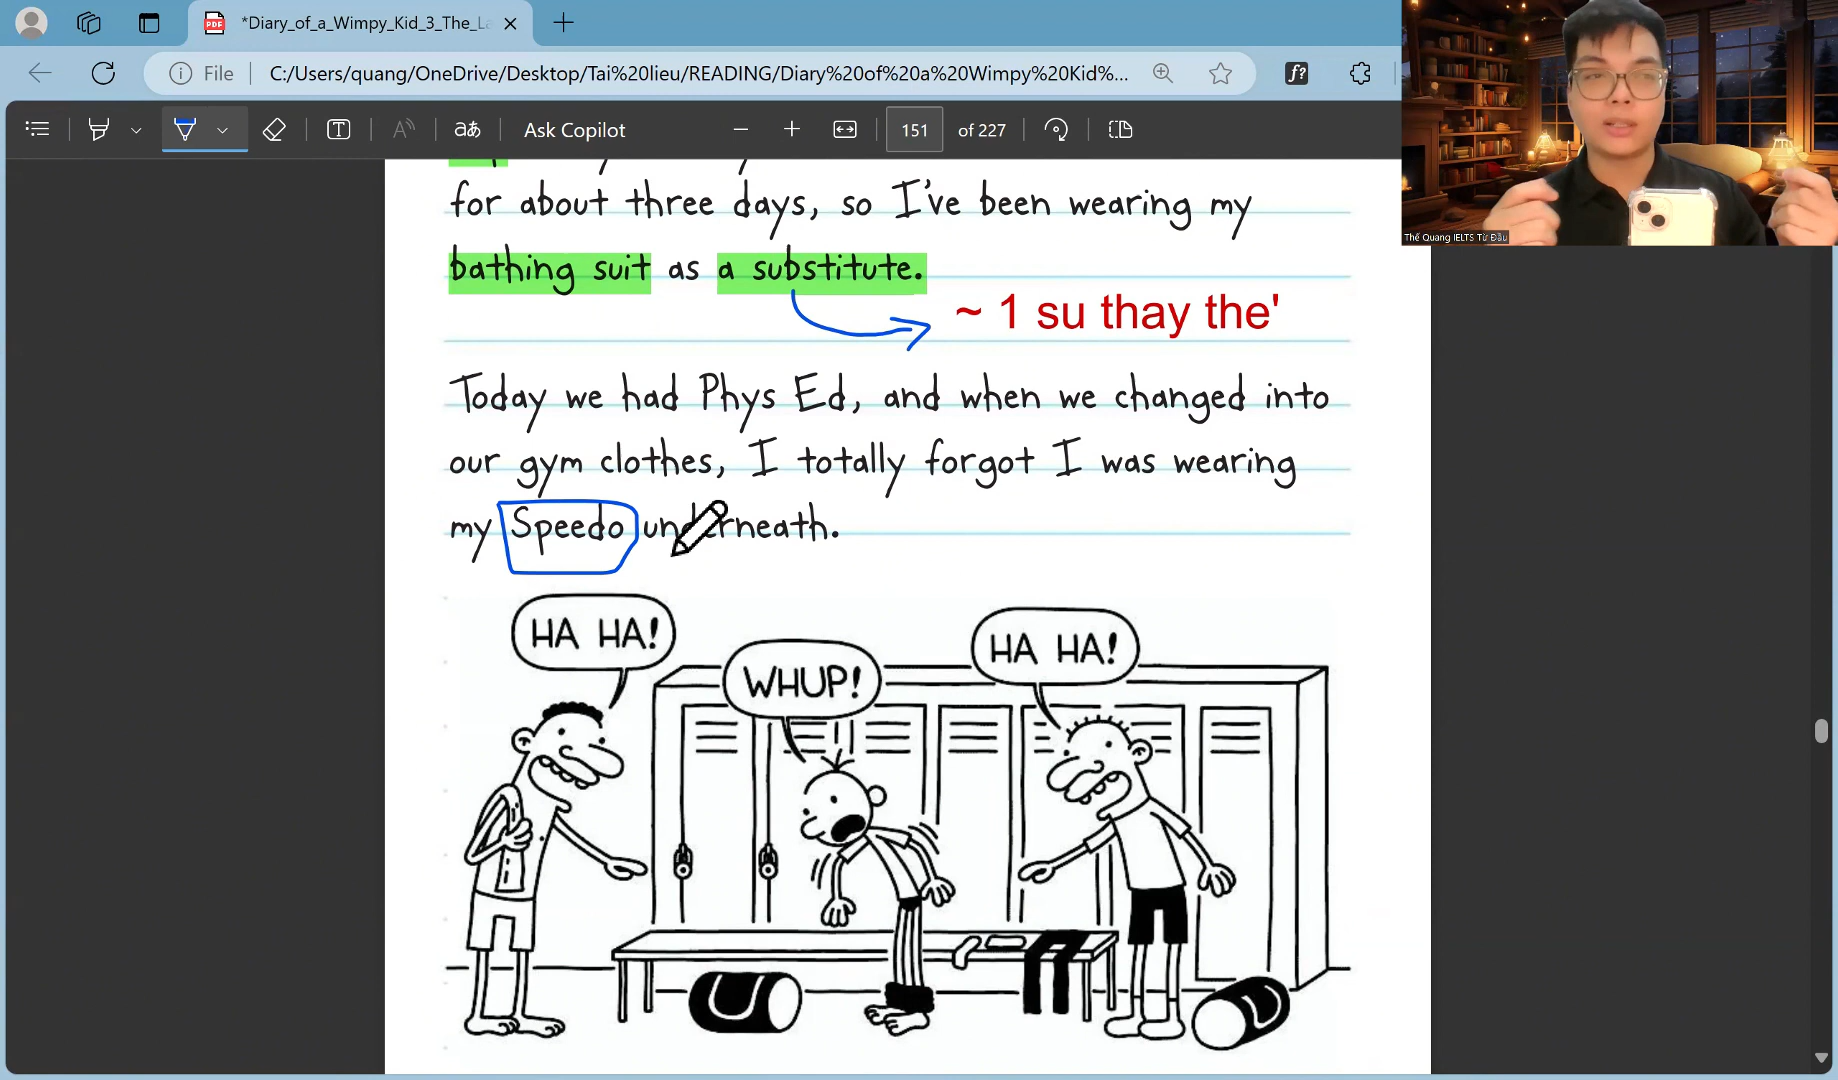 *Diary_of_a_Wimpy_Kid_3_The_La
File
C:/Users/quang/OneDrive/Desktop/Tai%20lieu/READING/Diary%20of%20a%20Wimpy%20Kid%...
Ask Copilot
151 of 227
Thế Quang IELTS Từ Đầu
for about three days, so I've been wearing my
bathing suit as a substitute.
~ 1 su thay the'
Today we had Phys Ed, and when we changed into
our gym clothes, I totally forgot I was wearing
my Speedo underneath.
HA HA!
WHUP!
HA HA!